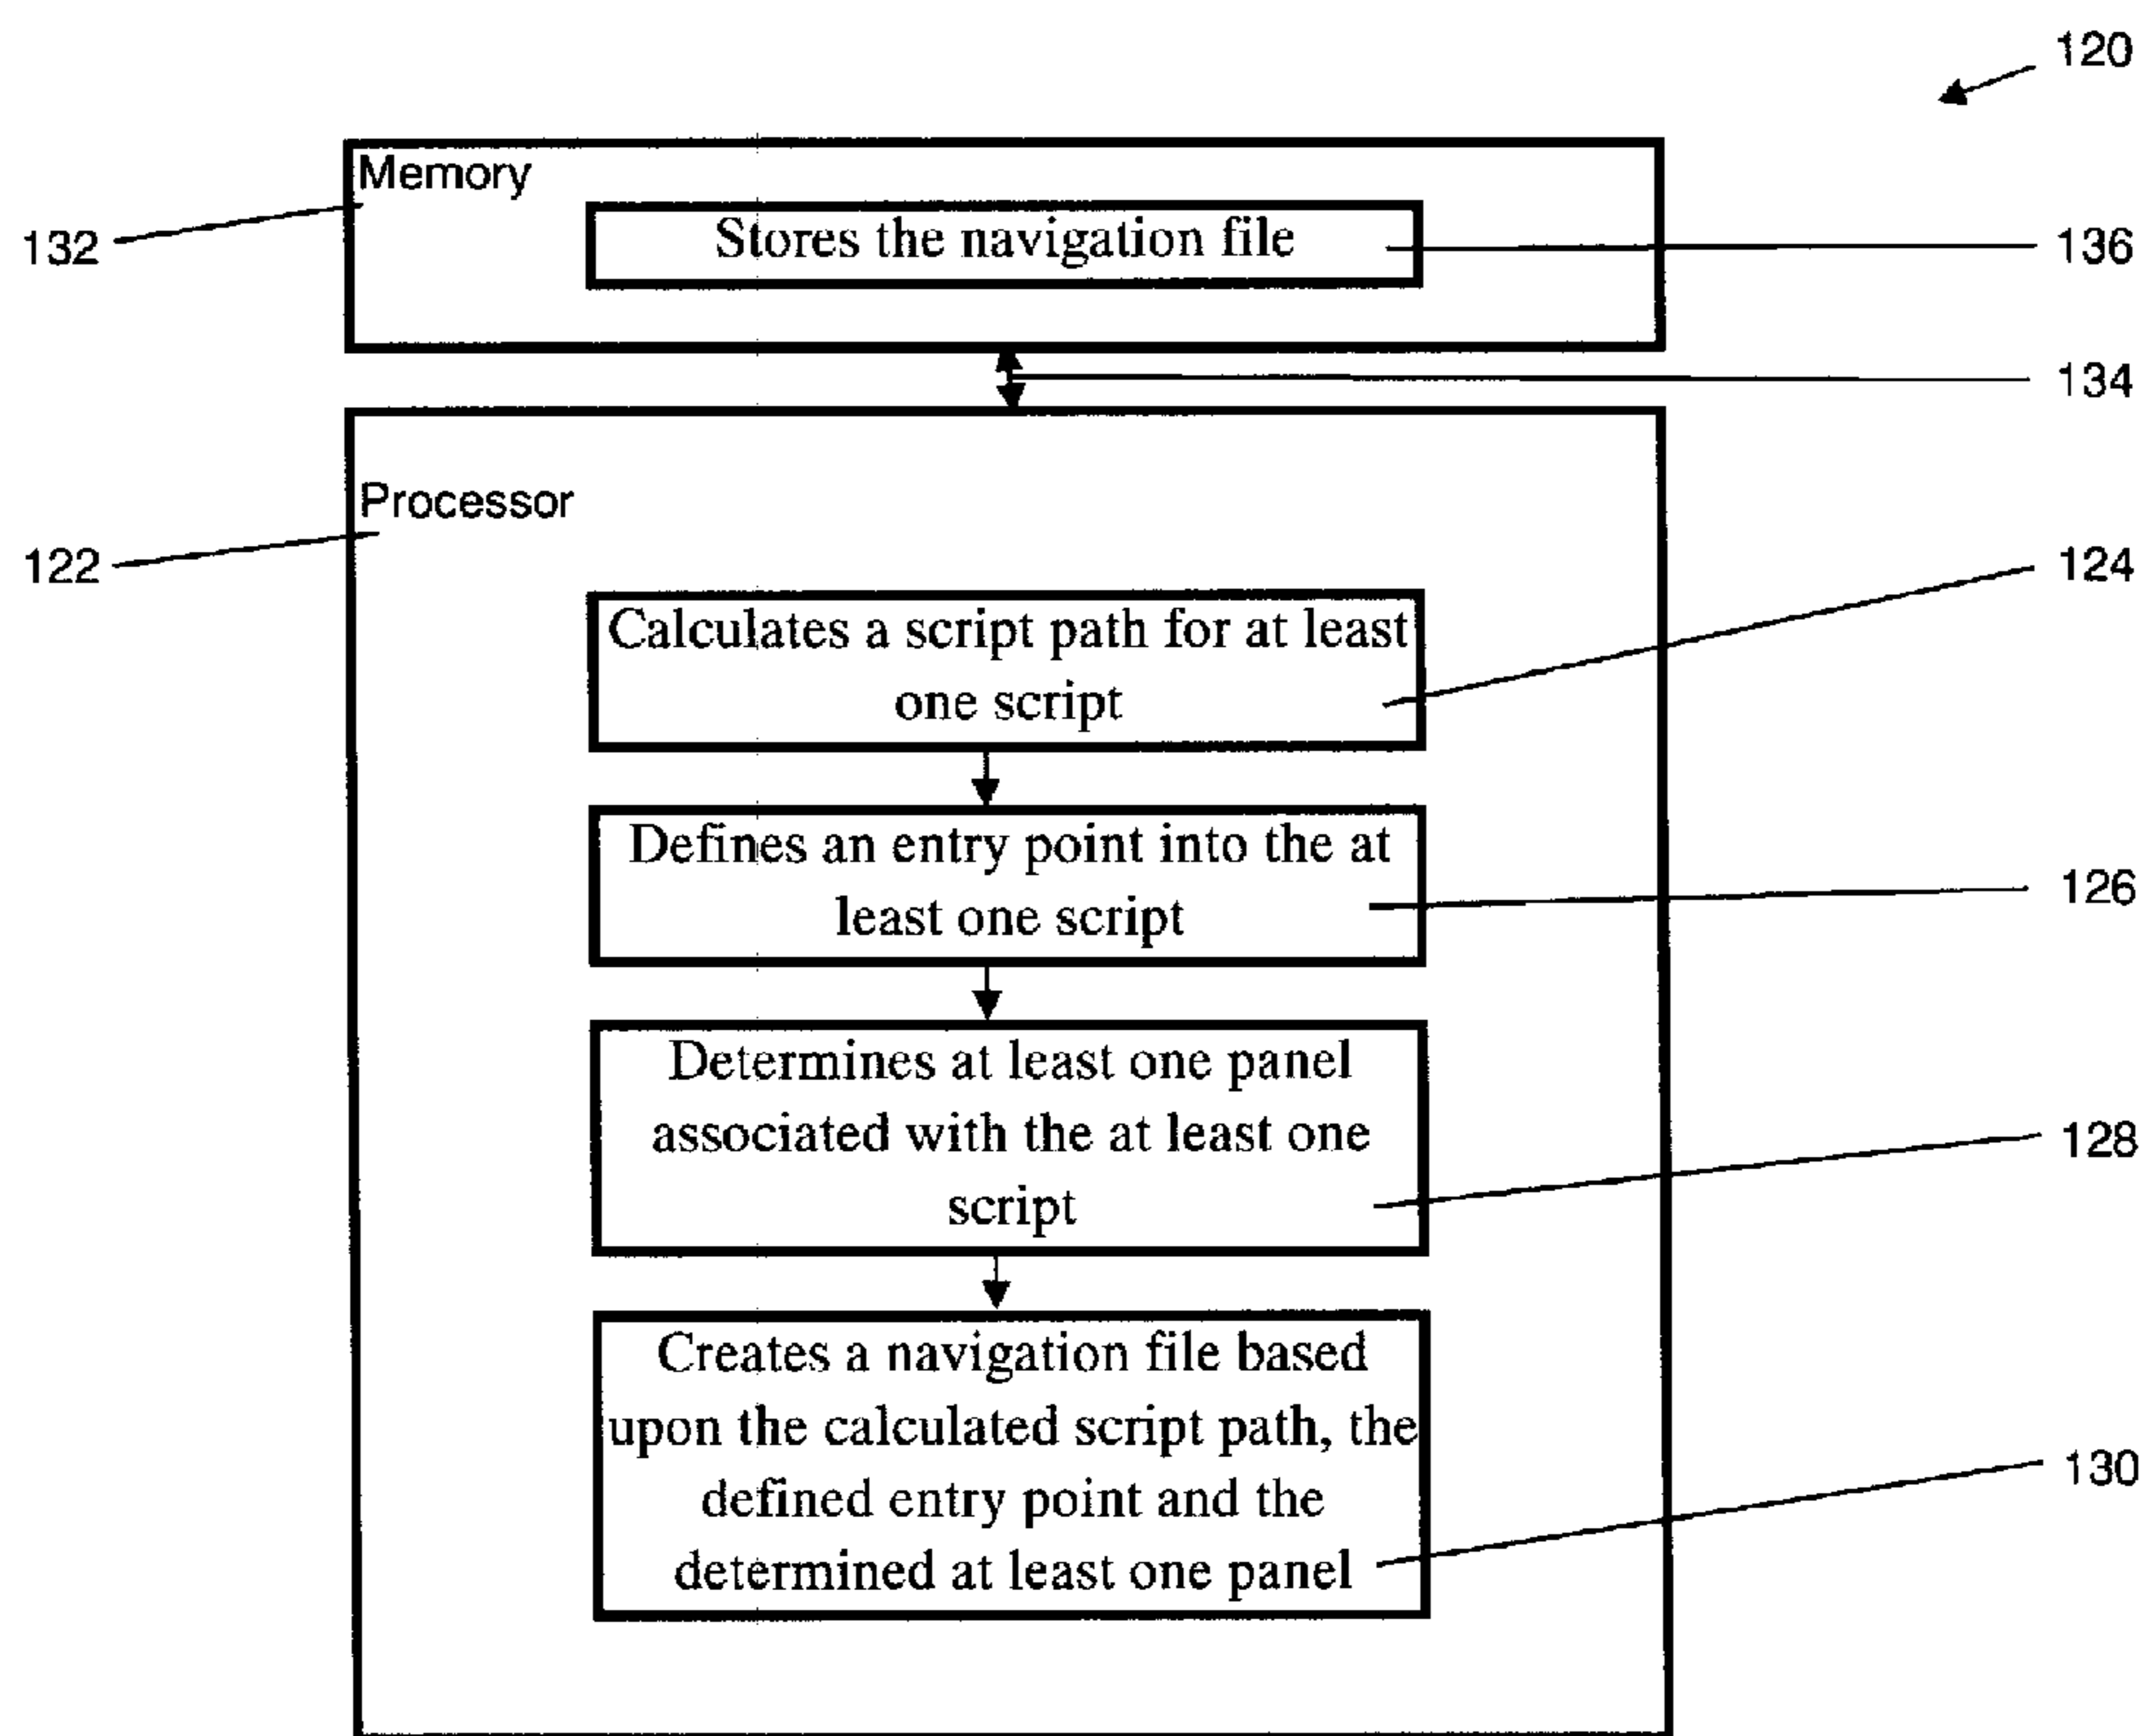 120
Memory
132
Stores the navigation file
136
134
Processor
122
124
Calculates a script path for at least
one script
Defines an entry point into the at
least one script
126
Determines at least one panel
associated with the at least one
script
128
Creates a navigation file based
upon the calculated script path, the
defined entry point and the
determined at least one panel
130